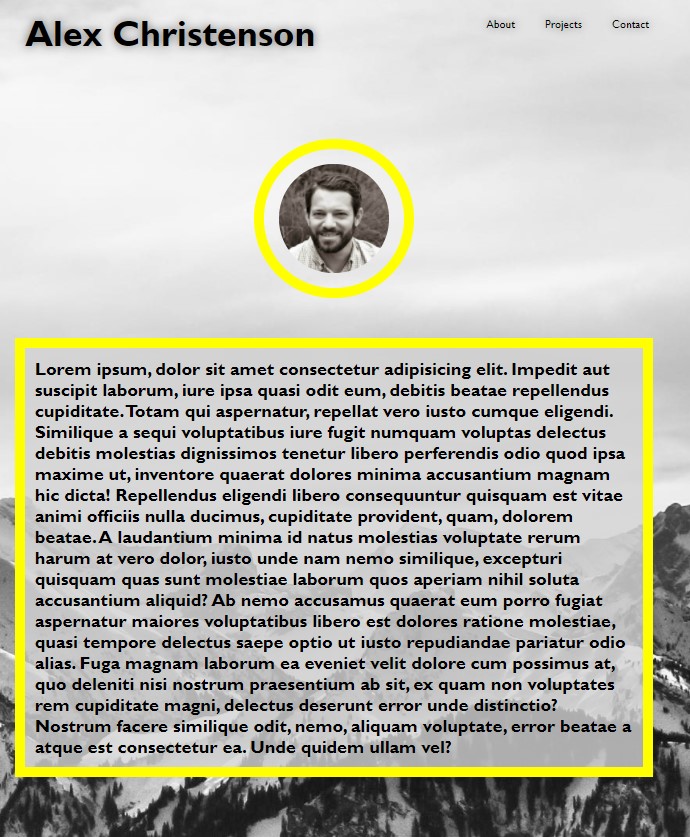 Alex Christenson
About Projects Contact
Lorem ipsum, dolor sit amet consectetur adipisicing elit. Impedit aut
suscipit laborum, iure ipsa quasi odit eum, debitis beatae repellendus
cupiditate. Totam qui aspernatur, repellat vero iusto cumque eligendi.
Similique a sequi voluptatibus iure fugit numquam voluptas delectus
debitis molestias dignissimos tenetur libero perferendis odio quod ipsa
maxime ut, inventore quaerat dolores minima accusantium magnam
hic dicta! Repellendus eligendi libero consequuntur quisquam est vitae
animi officiis nulla ducimus, cupiditate provident, quam, dolorem
beatae. A laudantium minima id natus molestias voluptate rerum
harum at vero dolor, iusto unde nam nemo similique, excepturi
quisquam quas sunt molestiae laborum quos aperiam nihil soluta
accusantium aliquid? Ab nemo accusamus quaerat eum porro fugiat
aspernatur maiores voluptatibus libero est dolores ratione molestiae,
quasi tempore delectus saepe optio ut iusto repudiandae pariatur odio
alias. Fuga magnam laborum ea eveniet velit dolore cum possimus at,
quo deleniti nisi nostrum praesentium ab sit, ex quam non voluptates
rem cupiditate magni, delectus deserunt error unde distinctio?
Nostrum facere similique odit, nemo, aliquam voluptate, error beatae a
atque est consectetur ea. Unde quidem ullam vel?